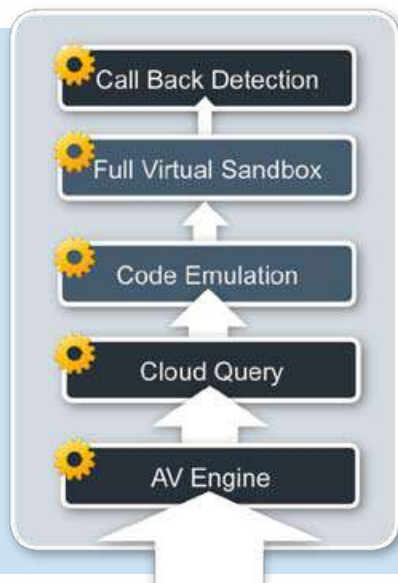 Call Back Detection
Full Virtual Sandbox
Code Emulation
Cloud Query
AV Engine